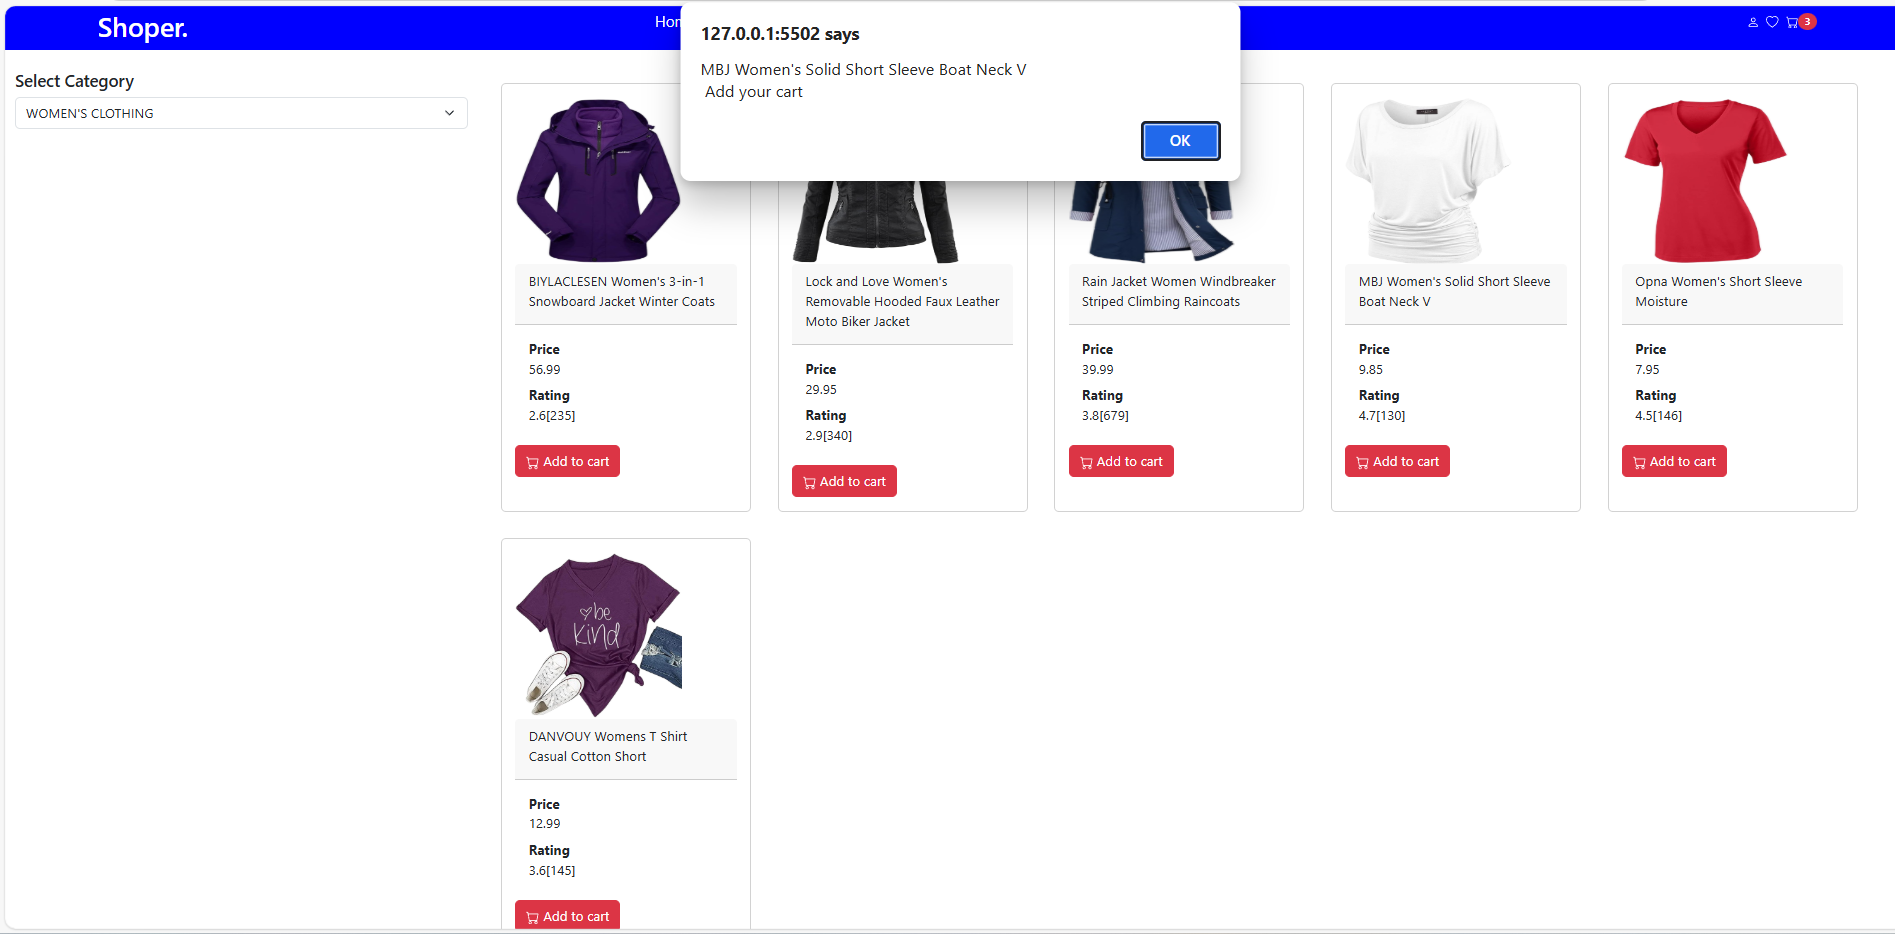 Shoper.
3
127.0.0.1:5502 says
MBJ Women's Solid Short Sleeve Boat Neck V
Add your cart
OK
Select Category
WOMEN'S CLOTHING
BIYLACLESEN Women's 3-in-1
Snowboard Jacket Winter Coats
Price
56.99
Rating
2.6[235]
Add to cart
Lock and Love Women's
Removable Hooded Faux Leather
Moto Biker Jacket
Price
29.95
Rating
2.9[340]
Add to cart
Rain Jacket Women Windbreaker
Striped Climbing Raincoats
Price
39.99
Rating
3.8[679]
Add to cart
MBJ Women's Solid Short Sleeve
Boat Neck V
Price
9.85
Rating
4.7[130]
Add to cart
Opna Women's Short Sleeve
Moisture
Price
7.95
Rating
4.5[146]
Add to cart
be
kind
DANVOUY Womens T Shirt
Casual Cotton Short
Price
12.99
Rating
3.6[145]
Add to cart